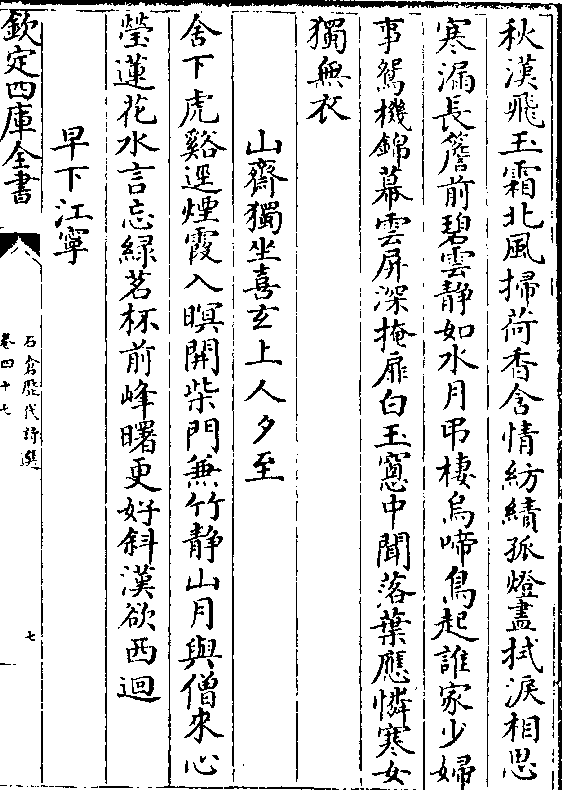 秋漢飛玉霜北風掃荷香含情紡績孤燈盡拭淚相思
寒漏長簷前碧雲靜如水月弔棲烏啼鳥起誰家少婦
事鴛機錦幕雲屏深掩扉白玉窻中聞落葉應憐寒女
獨無衣
山齋獨坐喜玄上人夕至
舍下虎谿逕煙霞入暝開柴門兼竹靜山月與僧來心
瑩蓮花水言忘綠茗杯前峰曙更好斜漢欲西迴
早下江寧
欽定四庫全書
石倉歷代詩選
卷四十七
七